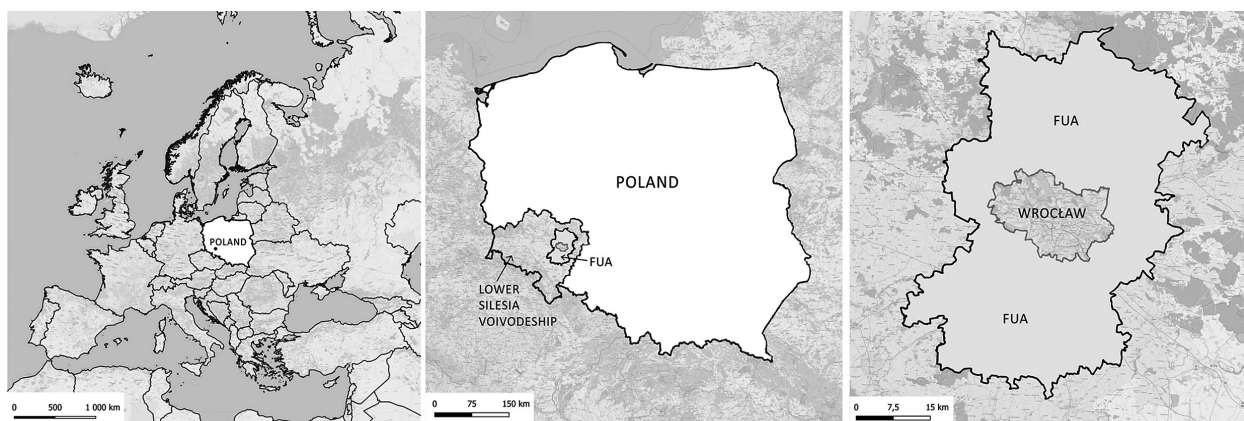 POLAND
0 500 1 000 km
POLAND
FUA
LOWER
SILESIA
VOIVODESHIP
0 75 150 km
FUA
WROCŁAW
FUA
0 7,5 15 km